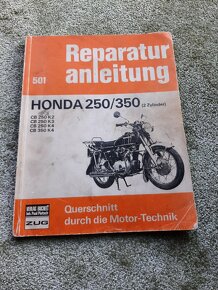 Reparatur
anleitung
501
HONDA 250/350 (2 Zylinder)
CB 250 K2
CB 250 K3
CB 250 K4
CB 350 K4
Querschnitt
durch die Motor-Technik
ZUG